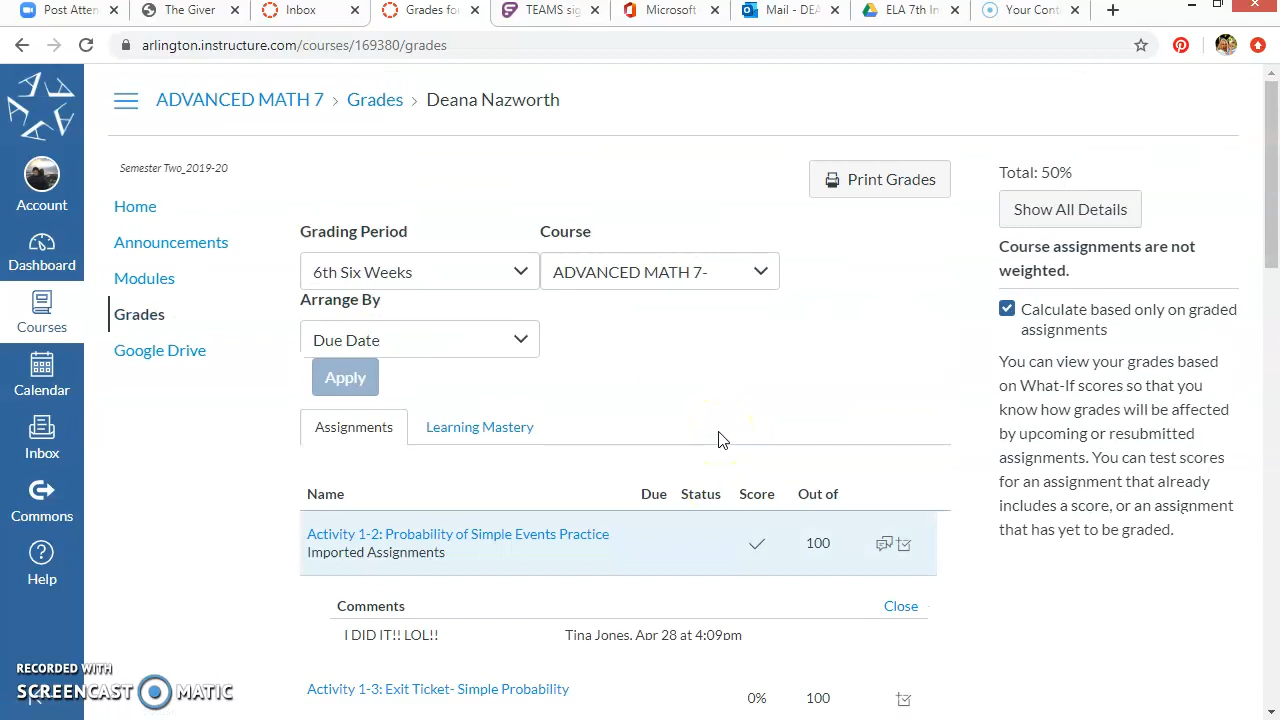 Post Atten
The Giver
Inbox
Grades fo
TEAMS sig
Microsoft
Mail - DEA
ELA 7th In
Your Cont
arlington.instructure.com/courses/169380/grades
ADVANCED MATH 7 › Grades › Deana Nazworth
Account
Dashboard
Courses
Calendar
Inbox
Commons
Help
Semester Two_2019-20
Home
Announcements
Modules
Grades
Google Drive
Print Grades
Grading Period
Course
6th Six Weeks
ADVANCED MATH 7-
Arrange By
Due Date
Apply
Assignments
Learning Mastery
Name Due Status Score Out of
Activity 1-2: Probability of Simple Events Practice
Imported Assignments
100
Comments
Close
I DID IT!! LOL!!
Tina Jones, Apr 28 at 4:09pm
Activity 1-3: Exit Ticket- Simple Probability
0% 100
Total: 50%
Show All Details
Course assignments are not
weighted.
Calculate based only on graded
assignments
You can view your grades based
on What-If scores so that you
know how grades will be affected
by upcoming or resubmitted
assignments. You can test scores
for an assignment that already
includes a score, or an assignment
that has yet to be graded.
RECORDED WITH
SCREENCAST MATIC